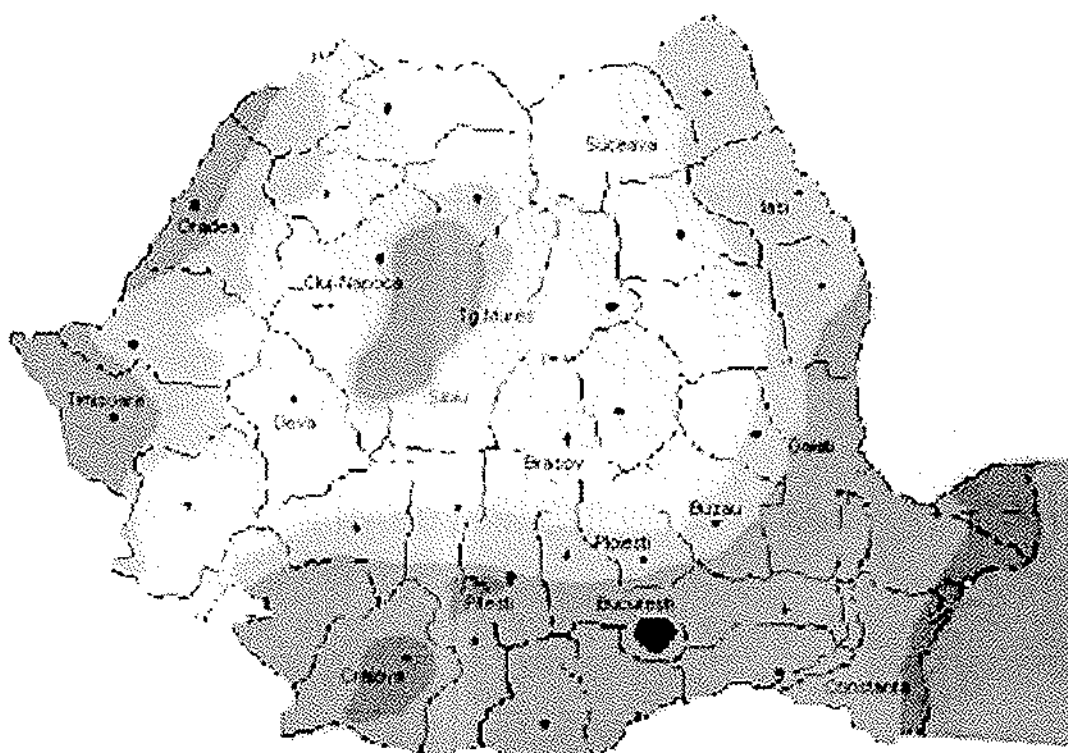 Suceava
Iasi
Oradea
Cluj-Napoca
Tg.Mures
Timisoara
Deva
Sibiu
Brasov
Galati
Buzau
Ploiesti
Pitesti
Bucuresti
Craiova
Constanta